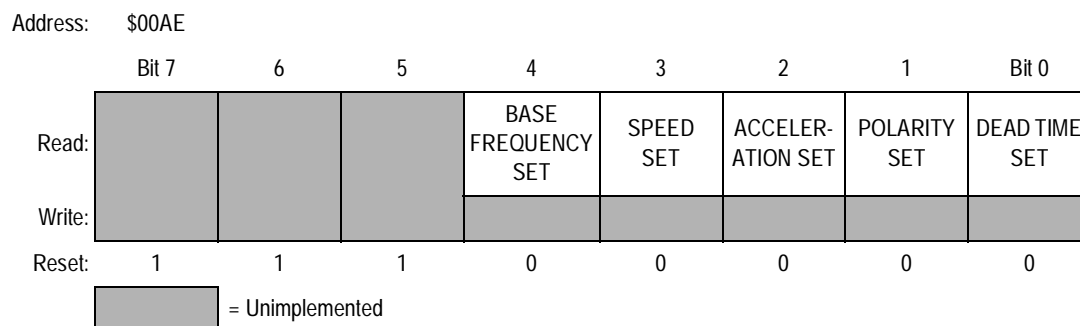 Address: $00AE
Bit 7 6 5 4 3 2 1 Bit 0
Read: BASE FREQUENCY SET SPEED SET ACCELER- ATION SET POLARITY SET DEAD TIME SET
Write:
Reset: 1 1 1 0 0 0 0 0
= Unimplemented